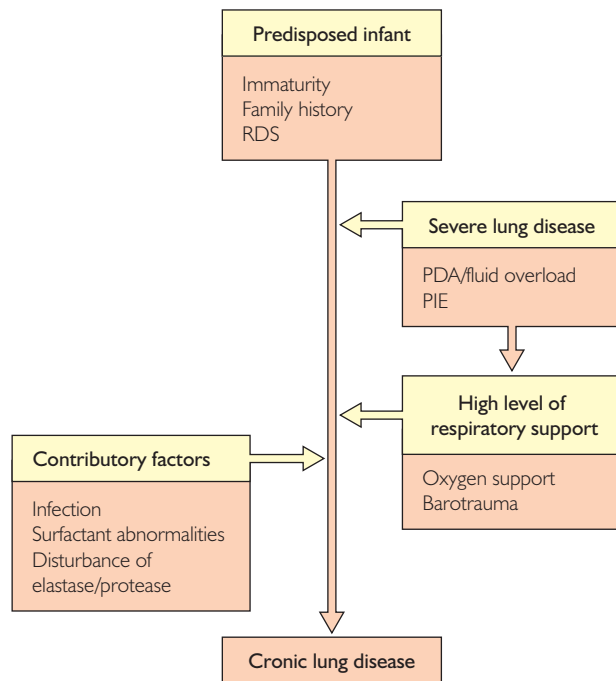 Predisposed infant
Immaturity
Family history
RDS
Severe lung disease
PDA/fluid overload
PIE
High level of
respiratory support
Oxygen support
Barotrauma
Contributory factors
Infection
Surfactant abnormalities
Disturbance of
elastase/protease
Cronic lung disease